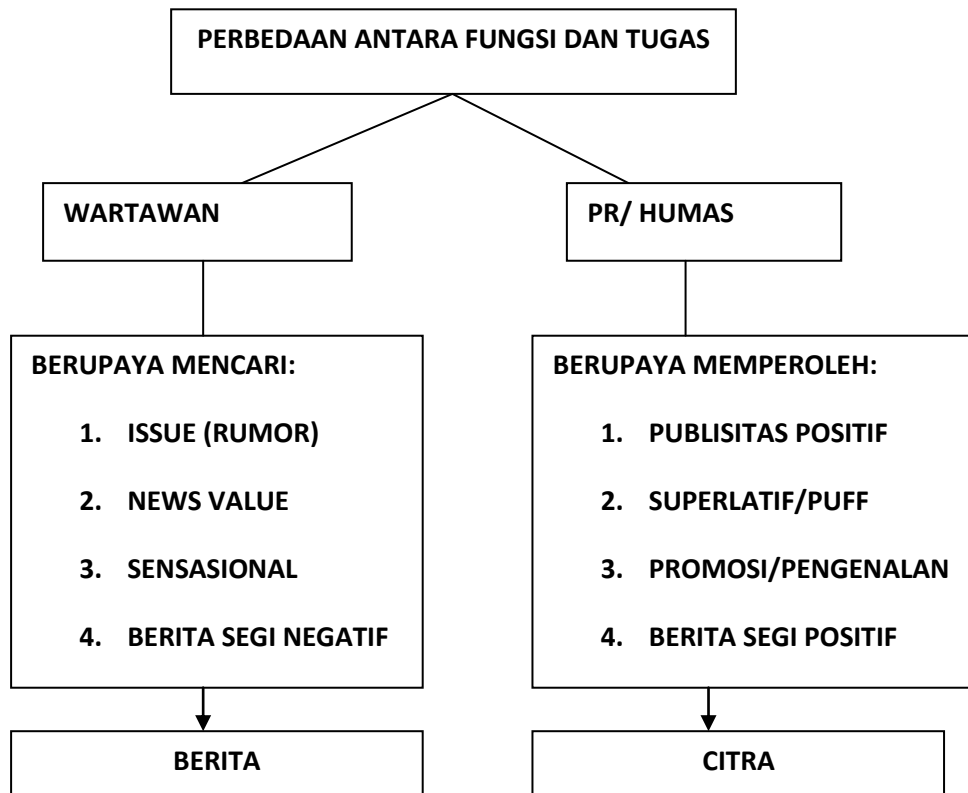 PERBEDAAN ANTARA FUNGSI DAN TUGAS
WARTAWAN
PR/ HUMAS
BERUPAYA MENCARI:
1. ISSUE (RUMOR)
2. NEWS VALUE
3. SENSASIONAL
4. BERITA SEGI NEGATIF
BERUPAYA MEMPEROLEH:
1. PUBLISITAS POSITIF
2. SUPERLATIF/PUFF
3. PROMOSI/PENGENALAN
4. BERITA SEGI POSITIF
BERITA
CITRA